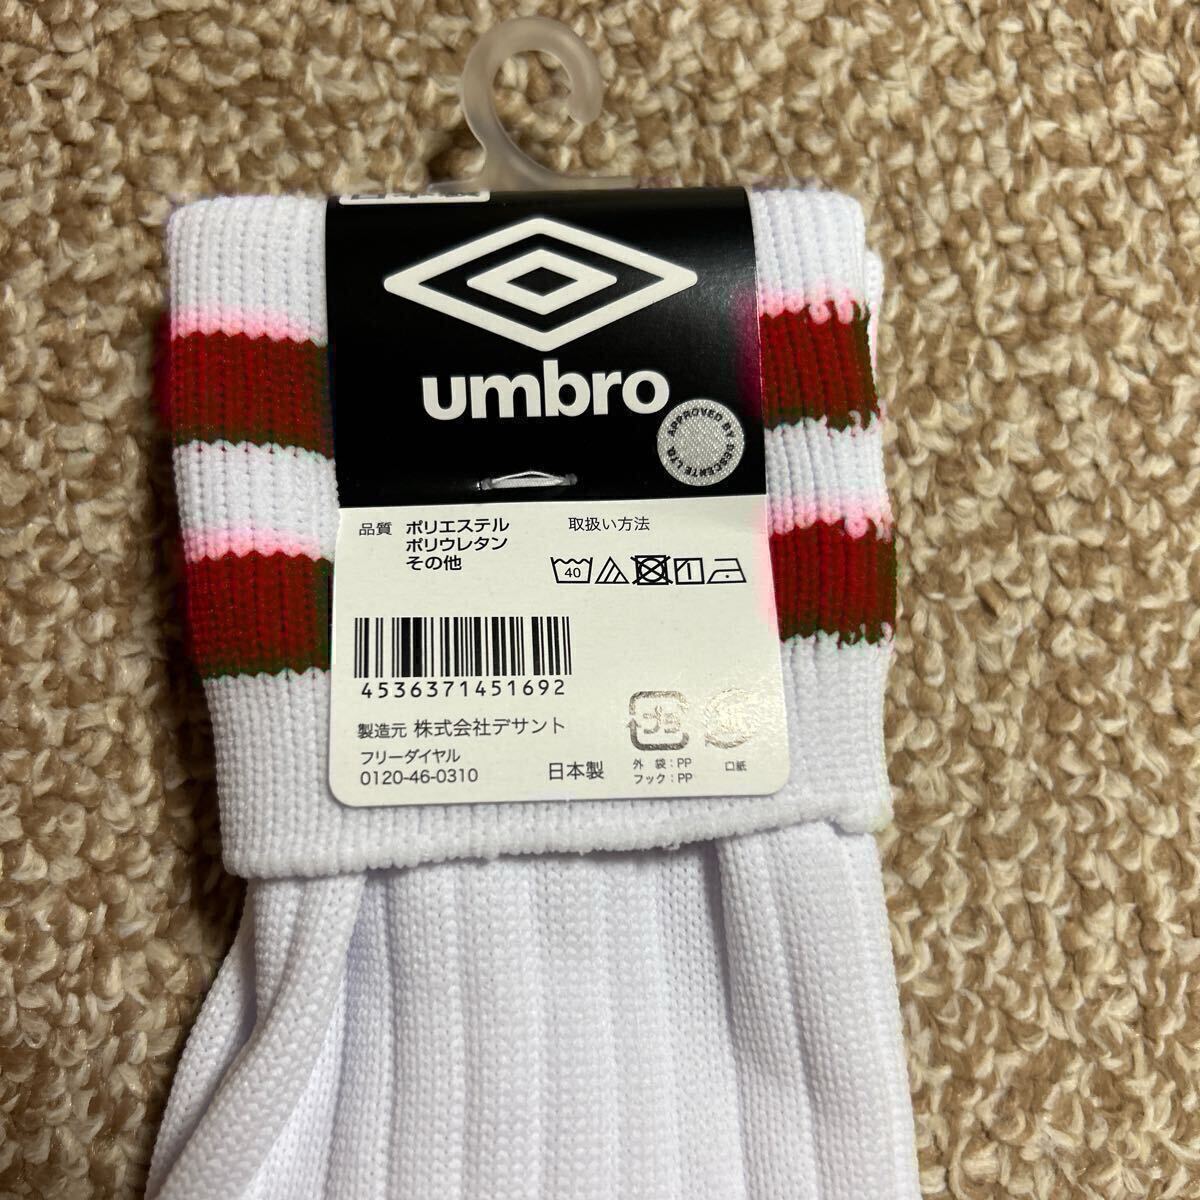 umbro
APPROVED BY DESCENTE LTD.
品質 ポリエステル
ポリウレタン
その他
取扱い方法
40
4536371451692
製造元 株式会社デサント
フリーダイヤル
0120-46-0310
日本製
プラ
外 袋:PP
フック:PP
口紙